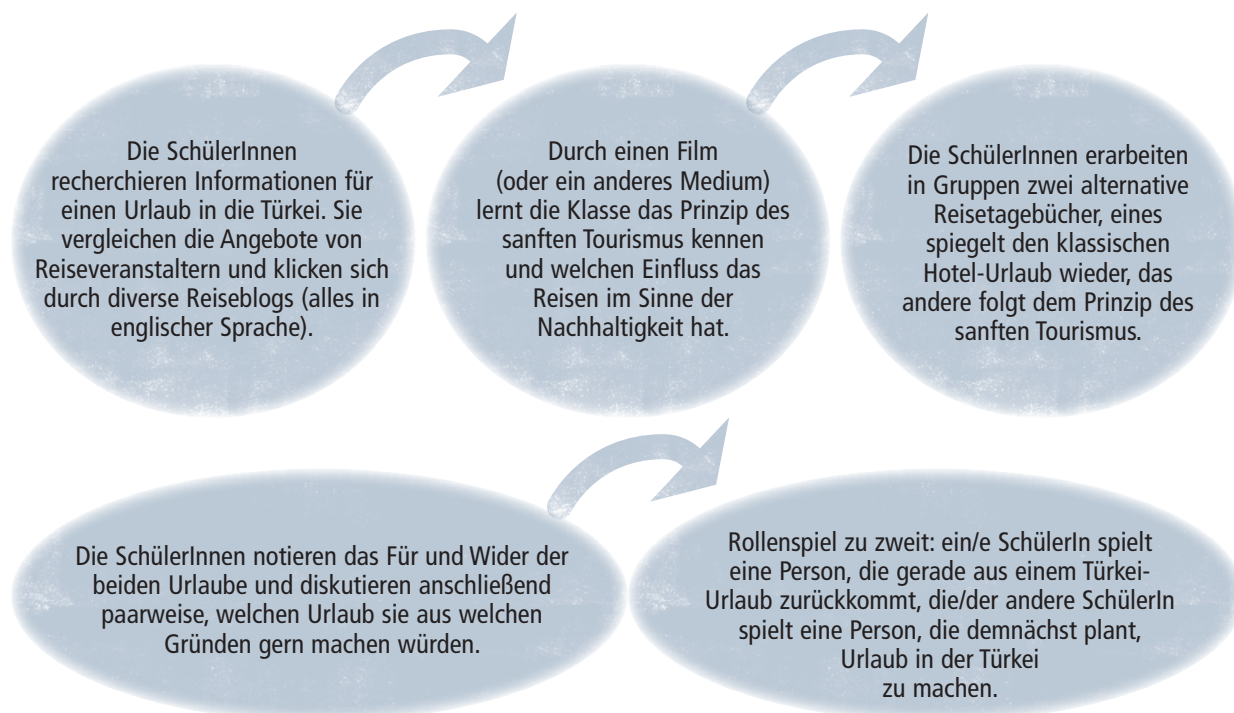 Die SchülerInnen
recherchieren Informationen für
einen Urlaub in die Türkei. Sie
vergleichen die Angebote von
Reiseveranstaltern und klicken sich
durch diverse Reiseblogs (alles in
englischer Sprache).
Durch einen Film
(oder ein anderes Medium)
lernt die Klasse das Prinzip des
sanften Tourismus kennen
und welchen Einfluss das
Reisen im Sinne der
Nachhaltigkeit hat.
Die SchülerInnen erarbeiten
in Gruppen zwei alternative
Reisetagebücher, eines
spiegelt den klassischen
Hotel-Urlaub wieder, das
andere folgt dem Prinzip des
sanften Tourismus.
Die SchülerInnen notieren das Für und Wider der
beiden Urlaube und diskutieren anschließend
paarweise, welchen Urlaub sie aus welchen
Gründen gern machen würden.
Rollenspiel zu zweit: ein/e SchülerIn spielt
eine Person, die gerade aus einem Türkei-
Urlaub zurückkommt, die/der andere SchülerIn
spielt eine Person, die demnächst plant,
Urlaub in der Türkei
zu machen.